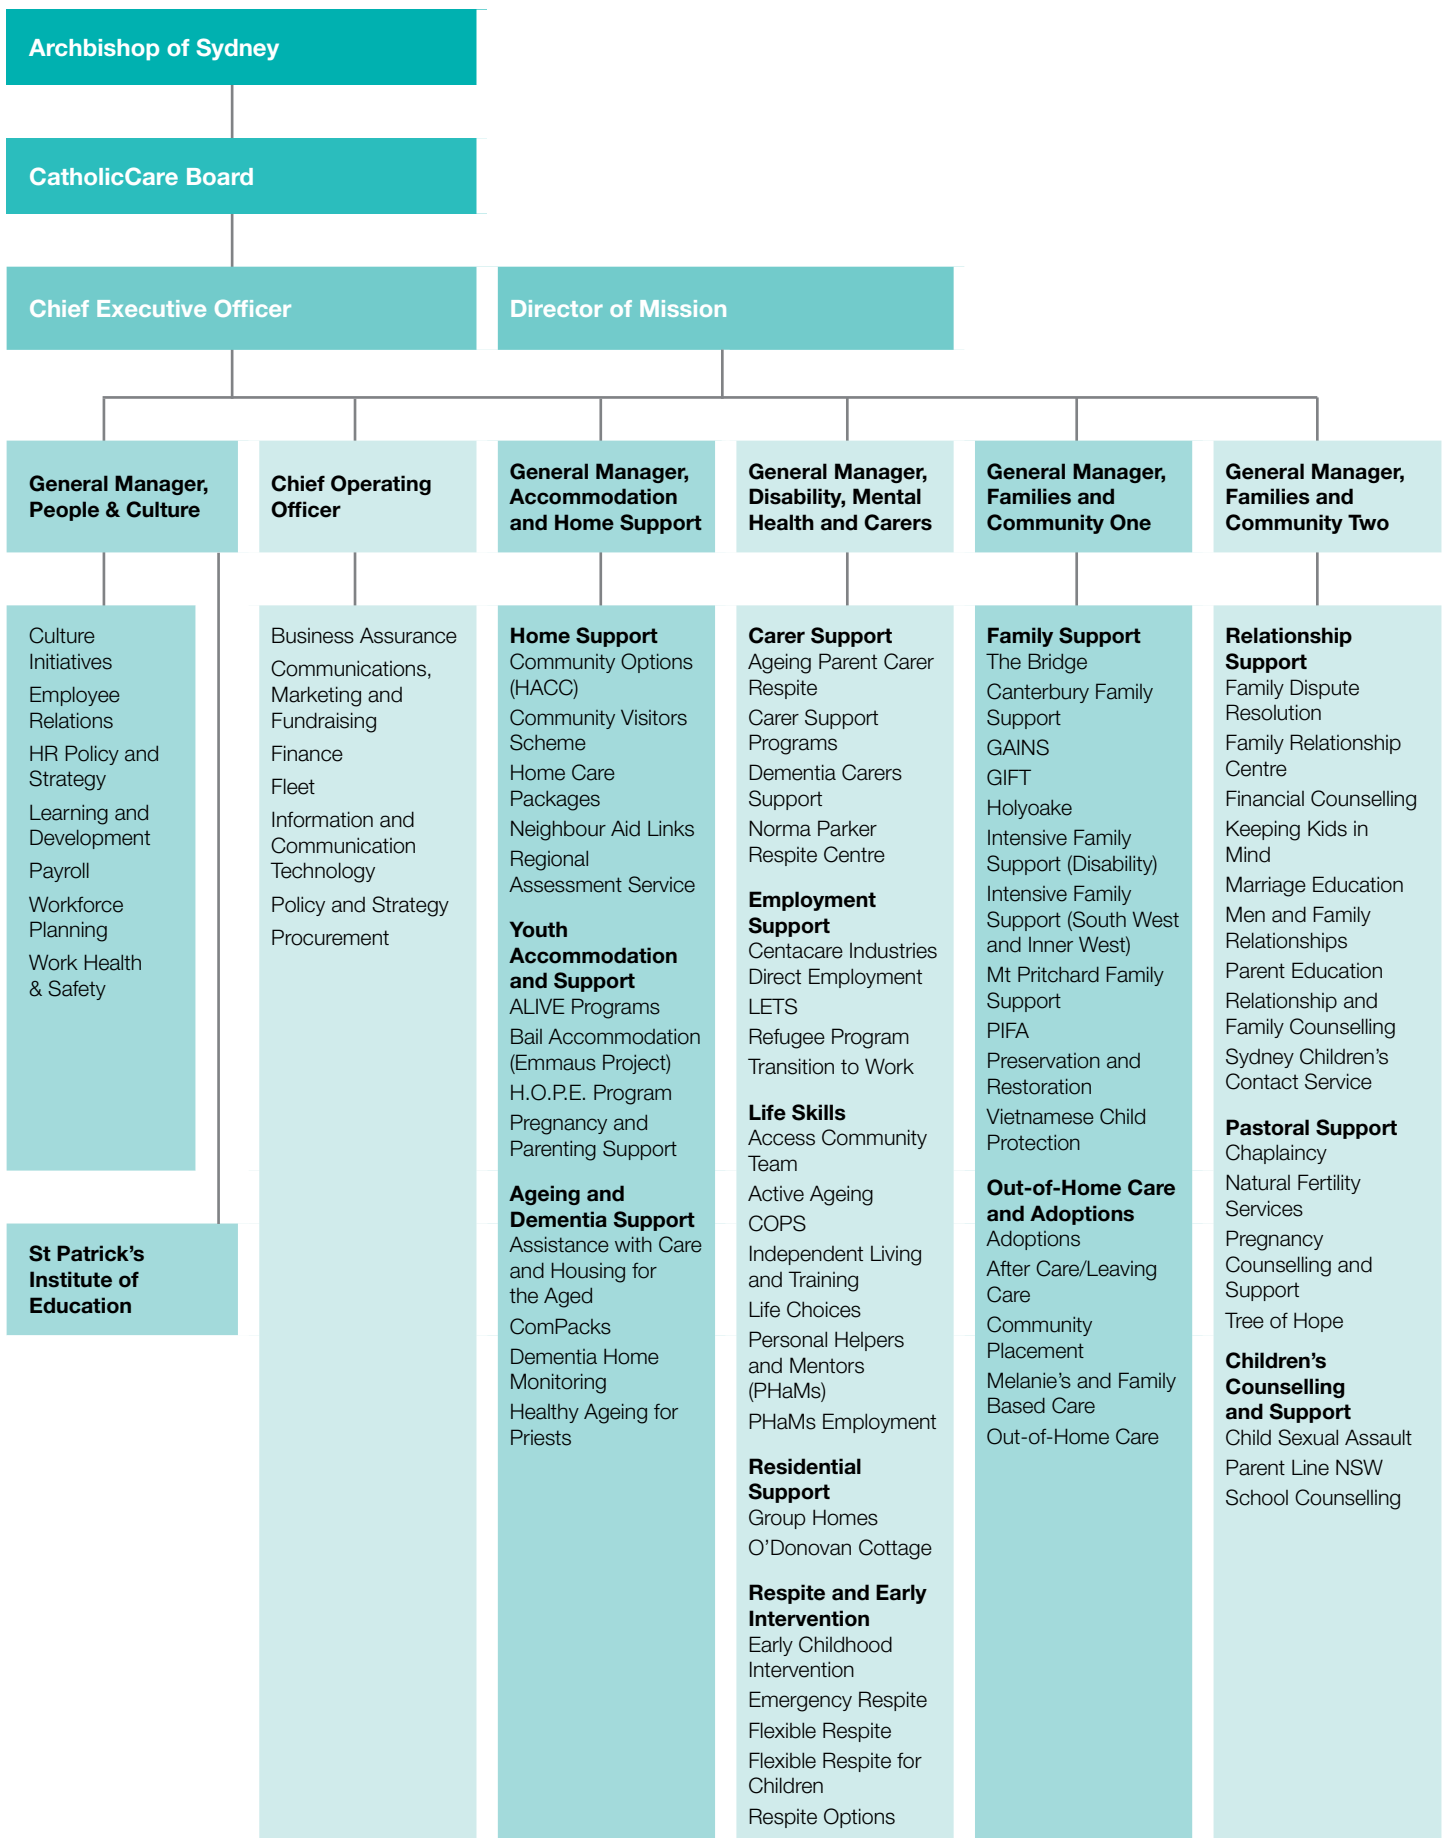 Archbishop of Sydney
CatholicCare Board
Chief Executive Officer
Director of Mission
General Manager,
People & Culture
Chief Operating
Officer
General Manager,
Accommodation
and Home Support
General Manager,
Disability, Mental
Health and Carers
General Manager,
Families and
Community One
General Manager,
Families and
Community Two
Culture
Initiatives
Employee
Relations
HR Policy and
Strategy
Learning and
Development
Payroll
Workforce
Planning
Work Health
& Safety
St Patrick’s
Institute of
Education
Business Assurance
Communications,
Marketing and
Fundraising
Finance
Fleet
Information and
Communication
Technology
Policy and Strategy
Procurement
Home Support
Community Options
(HACC)
Community Visitors
Scheme
Home Care
Packages
Neighbour Aid Links
Regional
Assessment Service
Youth
Accommodation
and Support
ALIVE Programs
Bail Accommodation
(Emmaus Project)
H.O.P.E. Program
Pregnancy and
Parenting Support
Ageing and
Dementia Support
Assistance with Care
and Housing for
the Aged
ComPacks
Dementia Home
Monitoring
Healthy Ageing for
Priests
Carer Support
Ageing Parent Carer
Respite
Carer Support
Programs
Dementia Carers
Support
Norma Parker
Respite Centre
Employment
Support
Centacare Industries
Direct Employment
LETS
Refugee Program
Transition to Work
Life Skills
Access Community
Team
Active Ageing
COPS
Independent Living
and Training
Life Choices
Personal Helpers
and Mentors
(PHaMs)
PHaMs Employment
Residential
Support
Group Homes
O’Donovan Cottage
Respite and Early
Intervention
Early Childhood
Intervention
Emergency Respite
Flexible Respite
Flexible Respite for
Children
Respite Options
Family Support
The Bridge
Canterbury Family
Support
GAINS
GIFT
Holyoake
Intensive Family
Support (Disability)
Intensive Family
Support (South West
and Inner West)
Mt Pritchard Family
Support
PIFA
Preservation and
Restoration
Vietnamese Child
Protection
Out-of-Home Care
and Adoptions
Adoptions
After Care/Leaving
Care
Community
Placement
Melanie’s and Family
Based Care
Out-of-Home Care
Relationship
Support
Family Dispute
Resolution
Family Relationship
Centre
Financial Counselling
Keeping Kids in
Mind
Marriage Education
Men and Family
Relationships
Parent Education
Relationship and
Family Counselling
Sydney Children’s
Contact Service
Pastoral Support
Chaplaincy
Natural Fertility
Services
Pregnancy
Counselling and
Support
Tree of Hope
Children’s
Counselling
and Support
Child Sexual Assault
Parent Line NSW
School Counselling